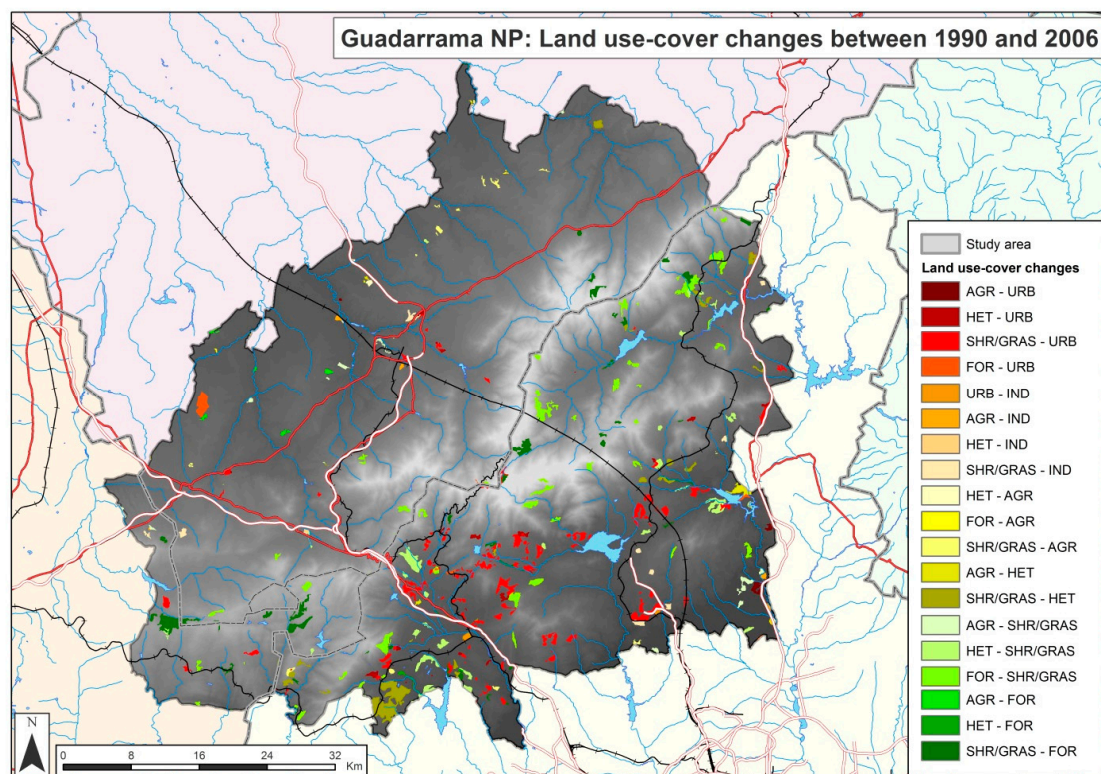 Guadarrama NP: Land use-cover changes between 1990 and 2006
Study area
Land use-cover changes
AGR - URB
HET - URB
SHR/GRAS - URB
FOR - URB
URB - IND
AGR - IND
HET - IND
SHR/GRAS - IND
HET - AGR
FOR - AGR
SHR/GRAS - AGR
AGR - HET
SHR/GRAS - HET
AGR - SHR/GRAS
HET - SHR/GRAS
FOR - SHR/GRAS
AGR - FOR
HET - FOR
SHR/GRAS - FOR
N
0 8 16 24 32
Km